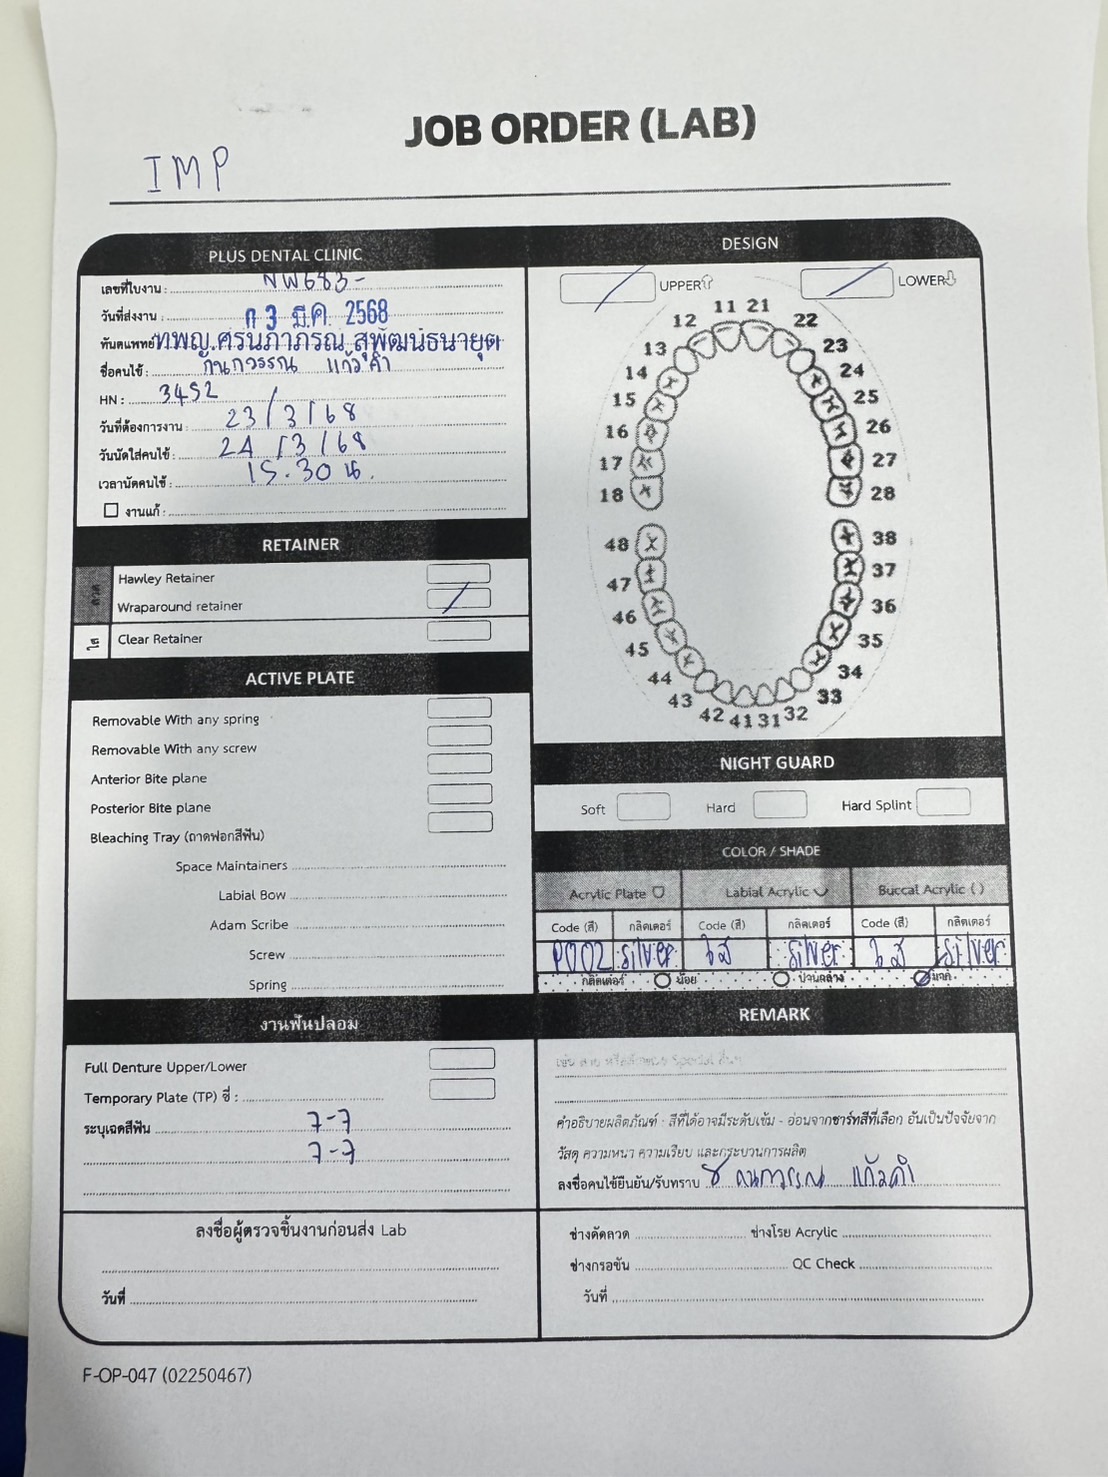 JOB ORDER (LAB)
IMP
PLUS DENTAL CLINIC
เลขที่ใบงาน : NW683-
วันที่ส่งงาน : 3 มี.ค. 2568
ทันตแพทย์ ทพญ.ศรันภาภรณ สุพัฒนธนายุต
ชื่อคนไข้ : กนกวรรณ แก้วคำ
HN : 3452
วันที่ต้องการงาน : 23/3/68
วันนัดใส่คนไข้ : 24/3/68
เวลานัดคนไข้ : 15.30 น.
งานแก้ :
DESIGN
UPPER
LOWER
11 21
12 22
13 23
14 24
15 25
16 26
17 27
18 28
48 38
47 37
46 36
45 35
44 34
43 33
42 41 31 32
RETAINER
ลวด
Hawley Retainer
Wraparound retainer
ใส
Clear Retainer
ACTIVE PLATE
Removable With any spring
Removable With any screw
Anterior Bite plane
Posterior Bite plane
Bleaching Tray (ถาดฟอกสีฟัน)
Space Maintainers
Labial Bow
Adam Scribe
Screw
Spring
NIGHT GUARD
Soft Hard Hard Splint
COLOR / SHADE
Acrylic Plate Labial Acrylic Buccal Acrylic ( )
Code (สี) กลิตเตอร์ Code (สี) กลิตเตอร์ Code (สี) กลิตเตอร์
P002 silver ใส silver ใส silver
กลิตเตอร์ น้อย ปานกลาง มาก
งานฟันปลอม
Full Denture Upper/Lower
Temporary Plate (TP) ซี่ :
ระบุเฉดสีฟัน 7-7
7-7
REMARK
คำอธิบายผลิตภัณฑ์ : สีที่ได้อาจมีระดับเข้ม - อ่อนจากชาร์ทสีที่เลือก อันเป็นปัจจัยจาก
วัสดุ ความหนา ความเรียบ และกระบวนการผลิต
ลงชื่อคนไข้ยืนยัน/รับทราบ กนกวรรณ แก้วคำ
ลงชื่อผู้ตรวจชิ้นงานก่อนส่ง Lab
วันที่
ช่างดัดลวด ช่างโรย Acrylic
ช่างกรอขัน QC Check
วันที่
F-OP-047 (02250467)